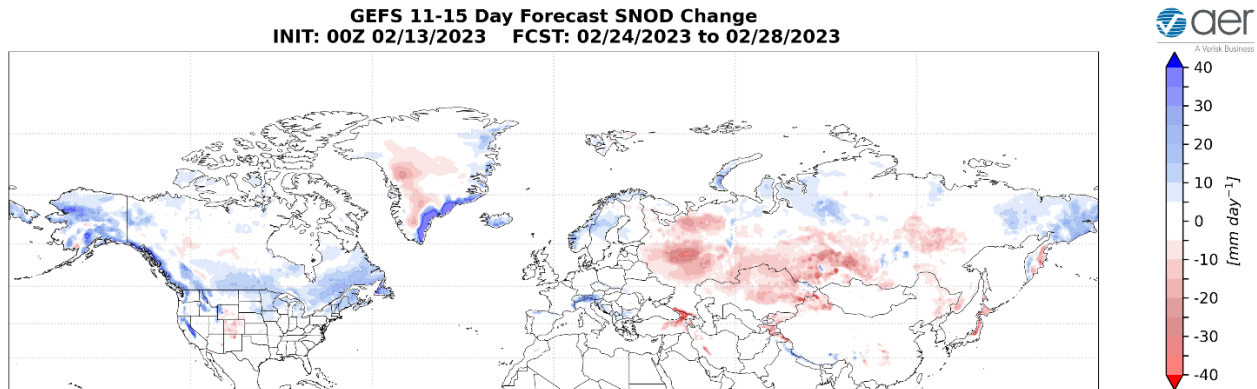 GEFS 11-15 Day Forecast SNOD Change
INIT: 00Z 02/13/2023 FCST: 02/24/2023 to 02/28/2023
aer
A Verisk Business
40
30
20
10
0
-10
-20
-30
-40
[mm day⁻¹]